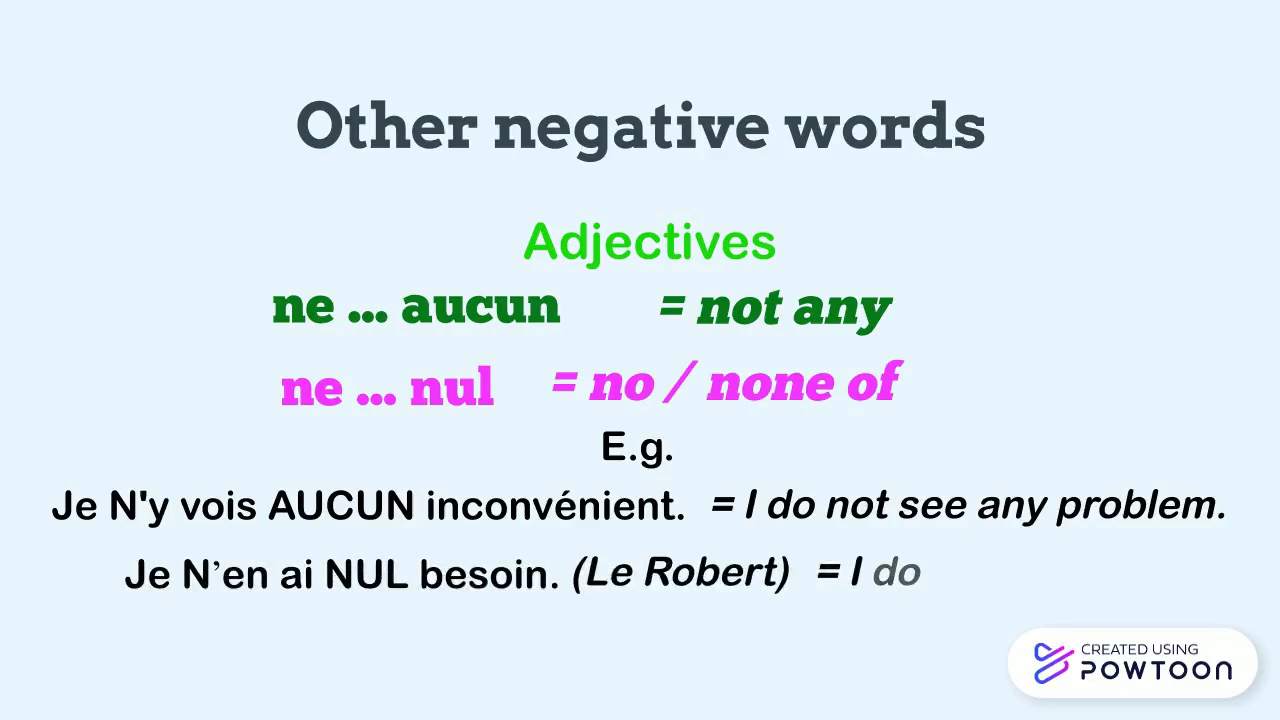 Other negative words
Adjectives
ne ... aucun = not any
ne ... nul = no / none of
E.g.
Je N'y vois AUCUN inconvénient. = I do not see any problem.
Je N’en ai NUL besoin. (Le Robert) = I do
CREATED USING
POWTOON